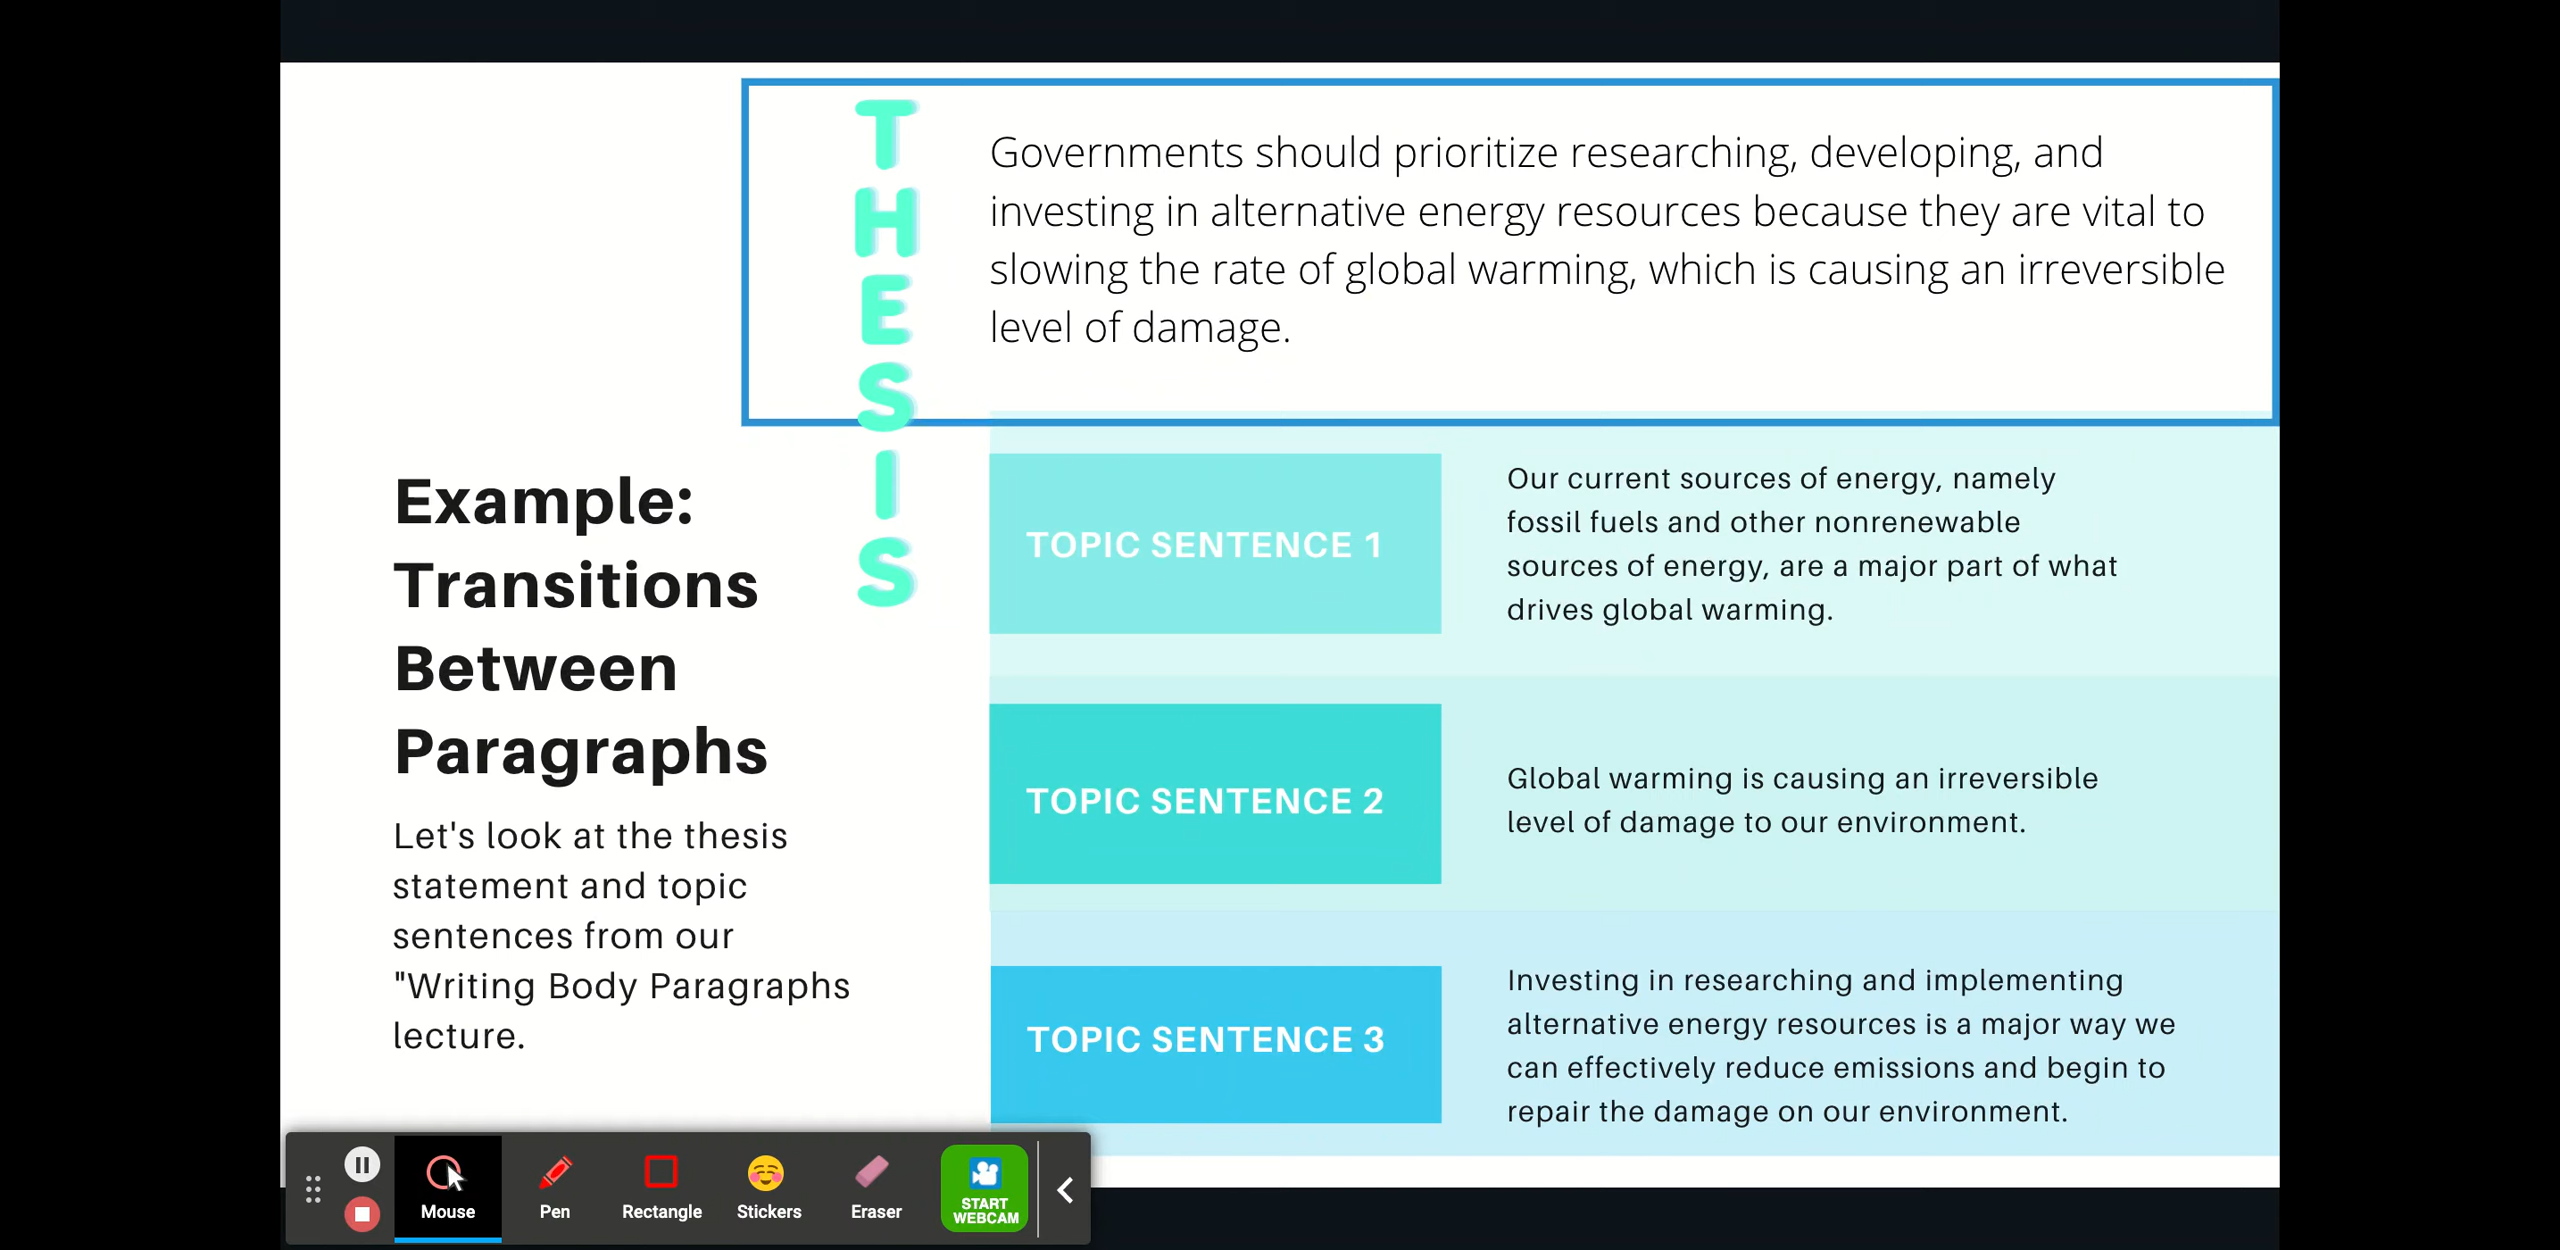 THESIS
Governments should prioritize researching, developing, and
investing in alternative energy resources because they are vital to
slowing the rate of global warming, which is causing an irreversible
level of damage.
Example:
Transitions
Between
Paragraphs
Let's look at the thesis
statement and topic
sentences from our
"Writing Body Paragraphs
lecture.
TOPIC SENTENCE 1
Our current sources of energy, namely
fossil fuels and other nonrenewable
sources of energy, are a major part of what
drives global warming.
TOPIC SENTENCE 2
Global warming is causing an irreversible
level of damage to our environment.
TOPIC SENTENCE 3
Investing in researching and implementing
alternative energy resources is a major way we
can effectively reduce emissions and begin to
repair the damage on our environment.
Mouse
Pen
Rectangle
Stickers
Eraser
START
WEBCAM